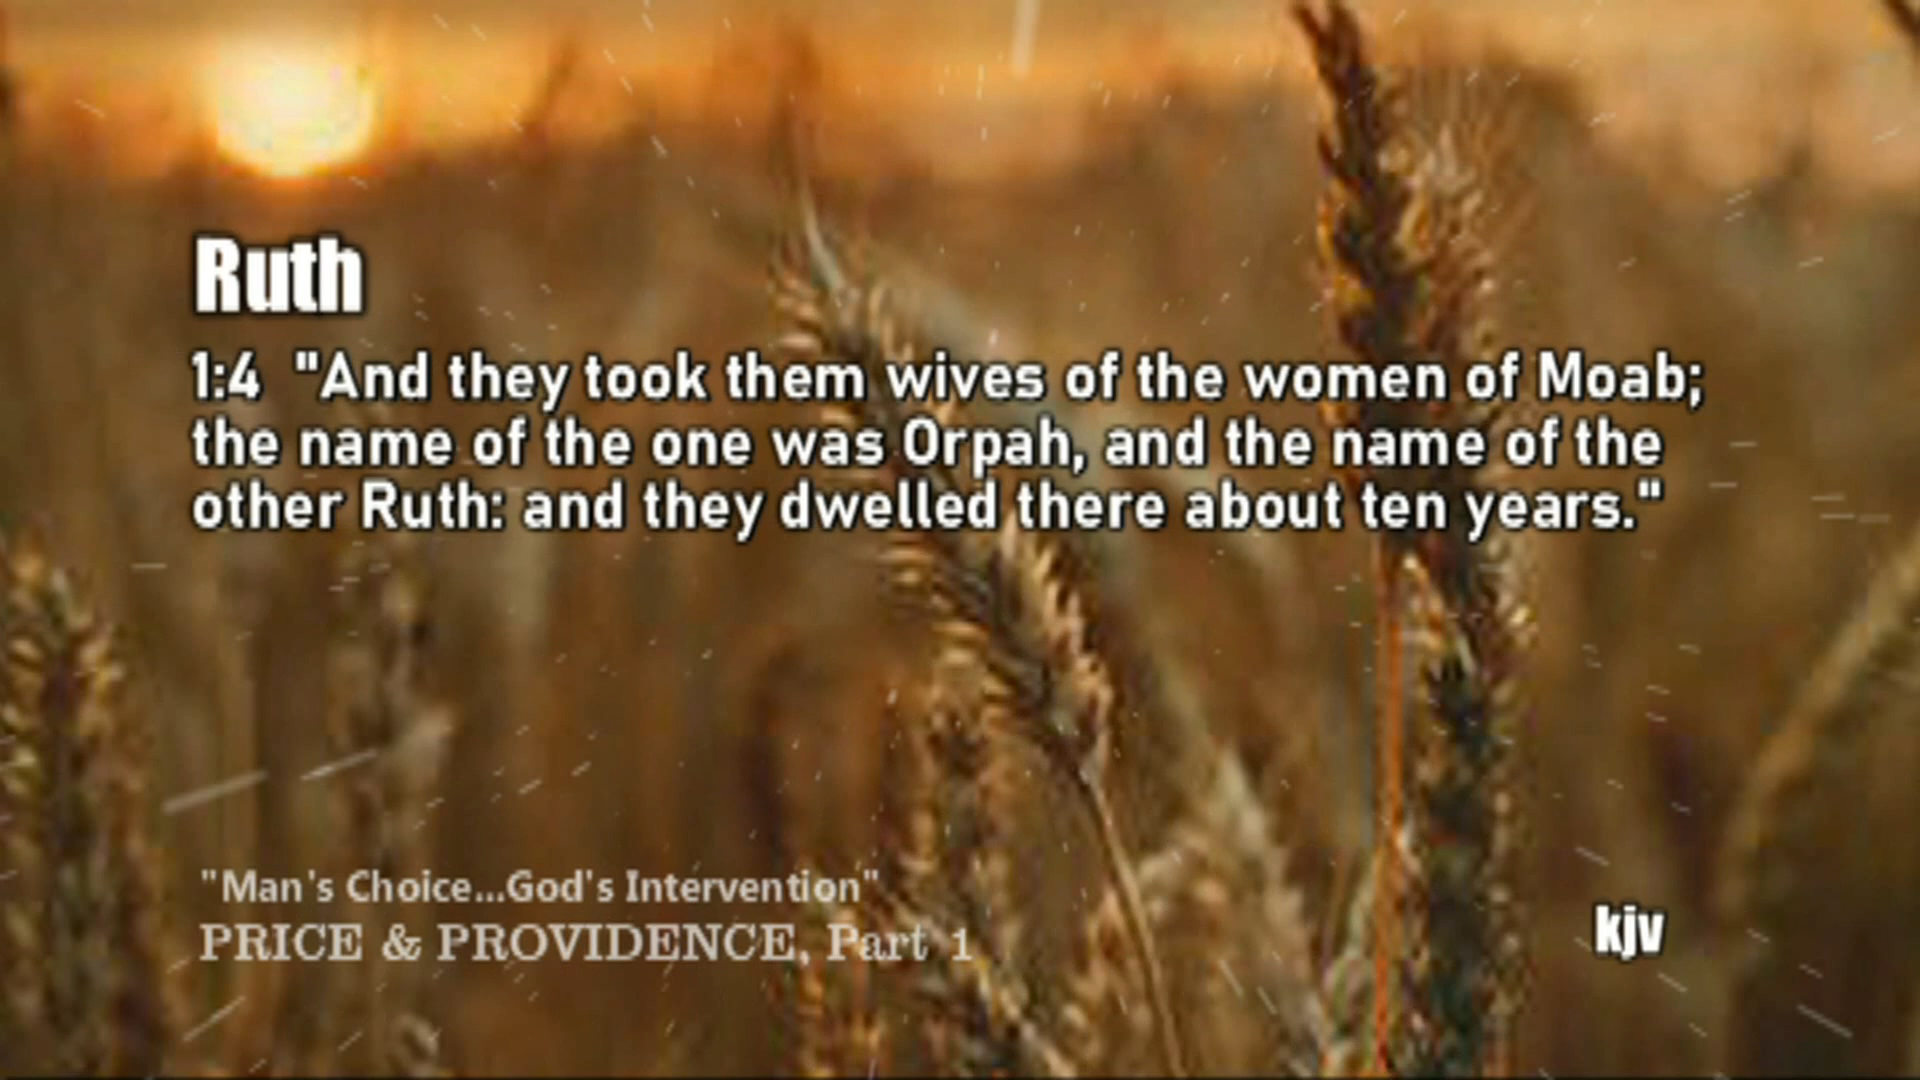 Ruth
1:4 "And they took them wives of the women of Moab;
the name of the one was Orpah, and the name of the
other Ruth: and they dwelled there about ten years."
"Man's Choice...God's Intervention"
PRICE & PROVIDENCE, Part 1
kjv